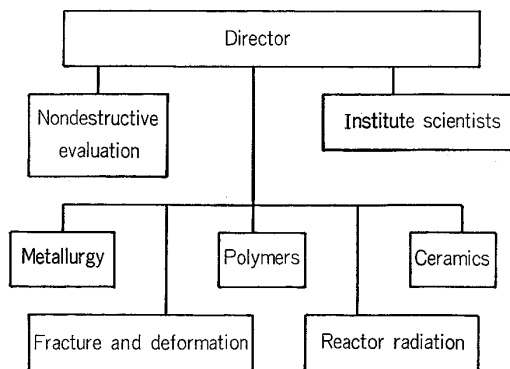 Director
Nondestructive
evaluation
Institute scientists
Metallurgy
Polymers
Ceramics
Fracture and deformation
Reactor radiation